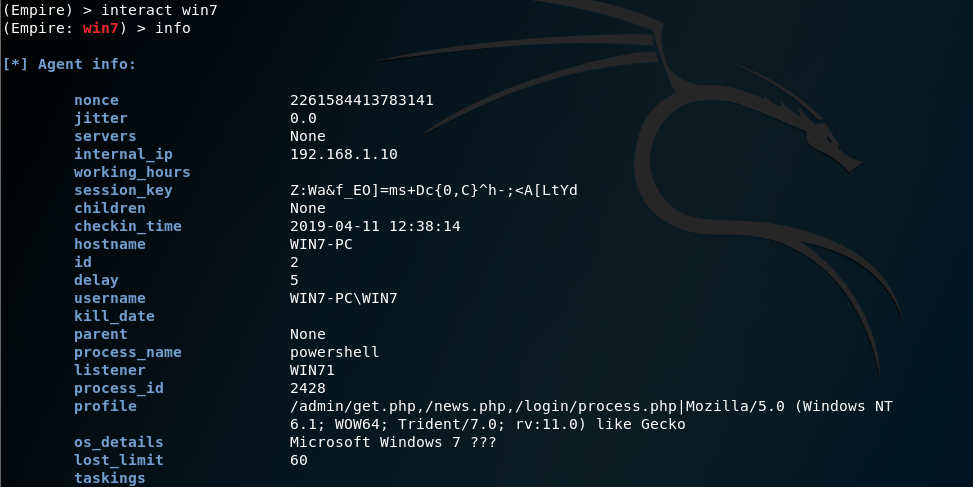 (Empire) > interact win7
(Empire: win7) > info
[*] Agent info:
nonce 2261584413783141
jitter 0.0
servers None
internal_ip 192.168.1.10
working_hours
session_key Z:Wa&f_EO]=ms+Dc{0,C}^h-;<A[LtYd
children None
checkin_time 2019-04-11 12:38:14
hostname WIN7-PC
id 2
delay 5
username WIN7-PC\WIN7
kill_date
parent None
process_name powershell
listener WIN71
process_id 2428
profile /admin/get.php,/news.php,/login/process.php|Mozilla/5.0 (Windows NT
6.1; WOW64; Trident/7.0; rv:11.0) like Gecko
os_details Microsoft Windows 7 ???
lost_limit 60
taskings